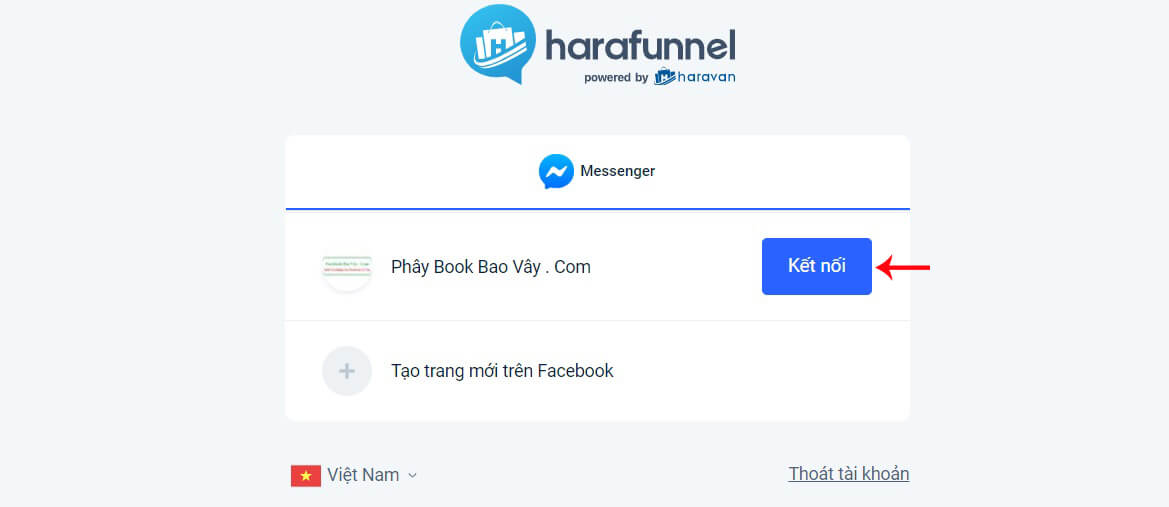 harafunnel
powered by haravan
Messenger
Phây Book Bao Vây . Com
Kết nối
Tạo trang mới trên Facebook
Việt Nam
Thoát tài khoản